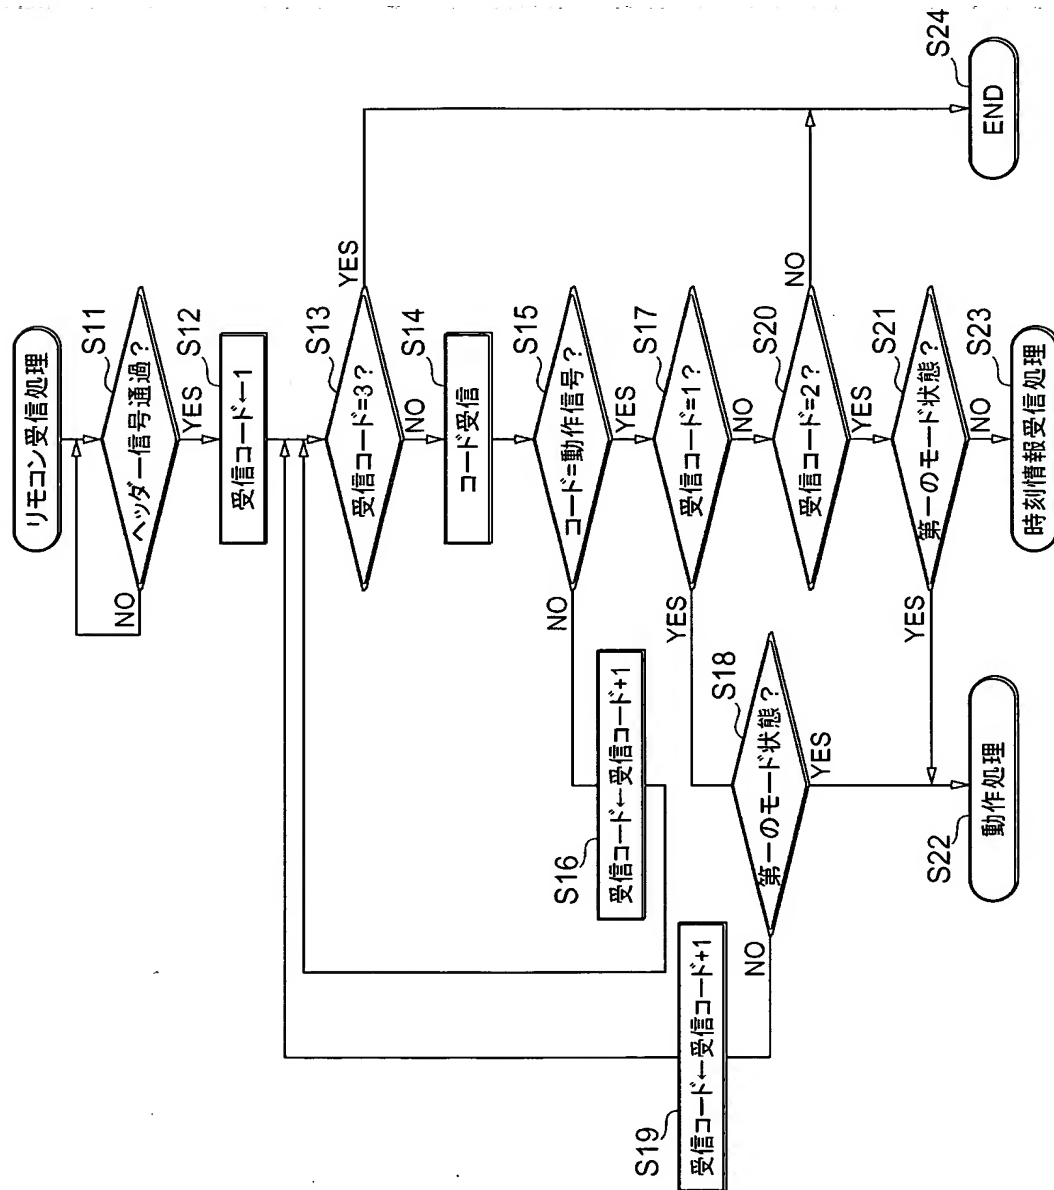 リモコン受信処理
S11
ヘッダー信号通過？
NO
YES
S12
受信コード←1
S13
受信コード=3？
YES
NO
S14
コード受信
S15
コード=動作信号？
NO
YES
S16
受信コード←受信コード+1
S17
受信コード=1？
YES
NO
S18
第一のモード状態？
NO
YES
S19
受信コード←受信コード+1
S20
受信コード=2？
NO
YES
S21
第一のモード状態？
YES
NO
S22
動作処理
S23
時刻情報受信処理
S24
END